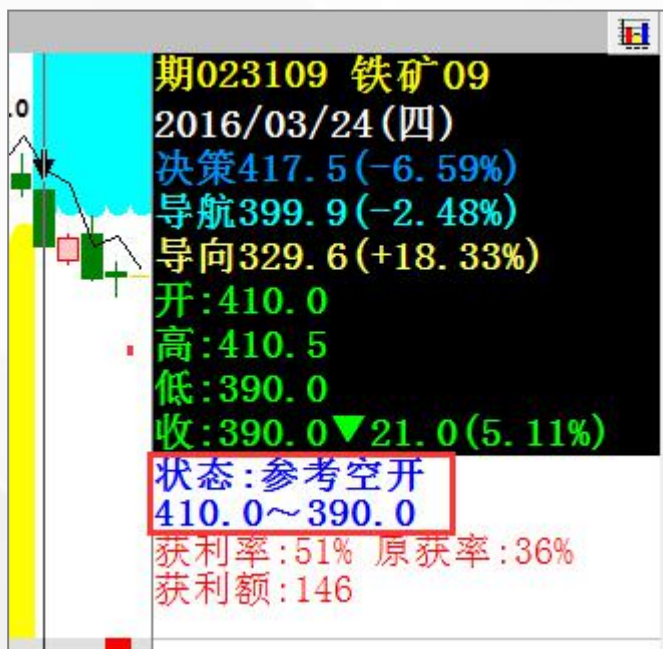 期023109 铁矿09
.0
2016/03/24(四)
决策417.5(-6.59%)
导航399.9(-2.48%)
导向329.6(+18.33%)
开:410.0
高:410.5
低:390.0
收:390.0▼21.0(5.11%)
状态:参考空开
410.0~390.0
获利率:51% 原获率:36%
获利额:146